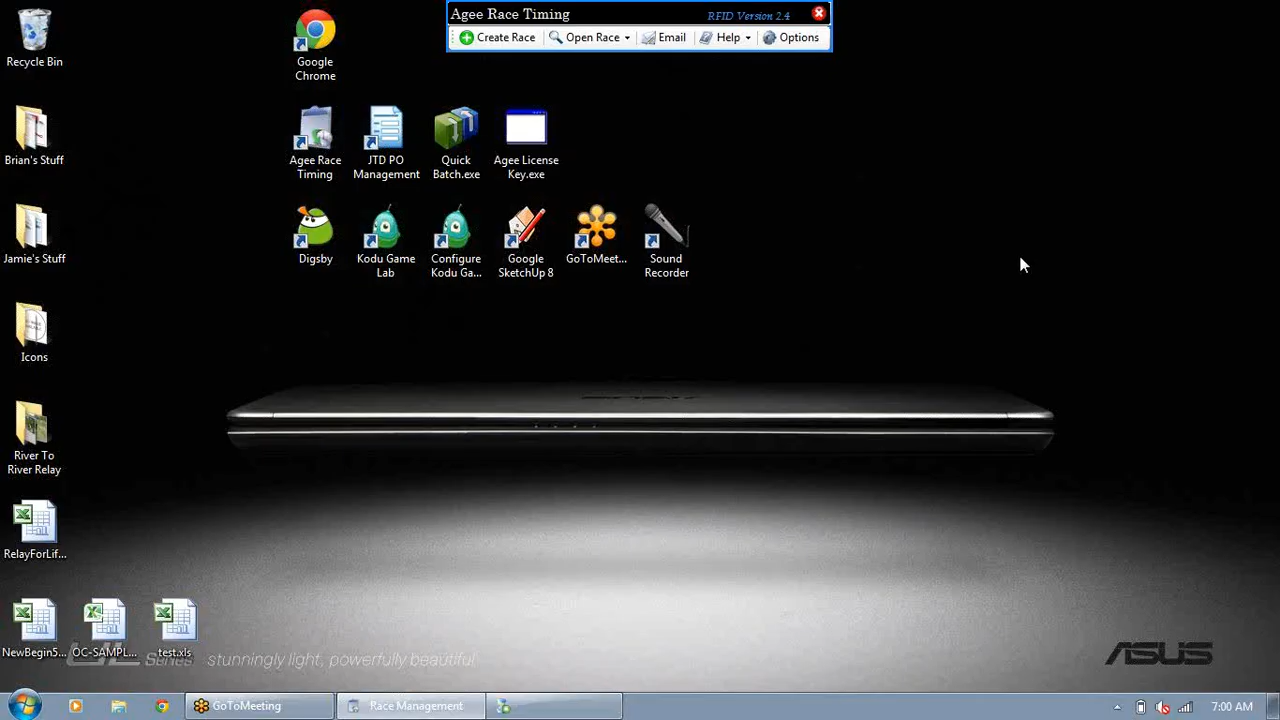 Agee Race Timing
RFID Version 2.4
Create Race
Open Race
Email
Help
Options
Recycle Bin
Google
Chrome
Brian's Stuff
Agee Race
Timing
JTD PO
Management
Quick
Batch.exe
Agee License
Key.exe
Jamie's Stuff
Digsby
Kodu Game
Lab
Configure
Kodu Ga...
Google
SketchUp 8
GoToMeet...
Sound
Recorder
Icons
River To
River Relay
RelayForLif...
NewBegin5...
OC-SAMPL...
test.xls
UL Series stunningly light, powerfully beautiful
ASUS
GoToMeeting
Race Management
7:00 AM